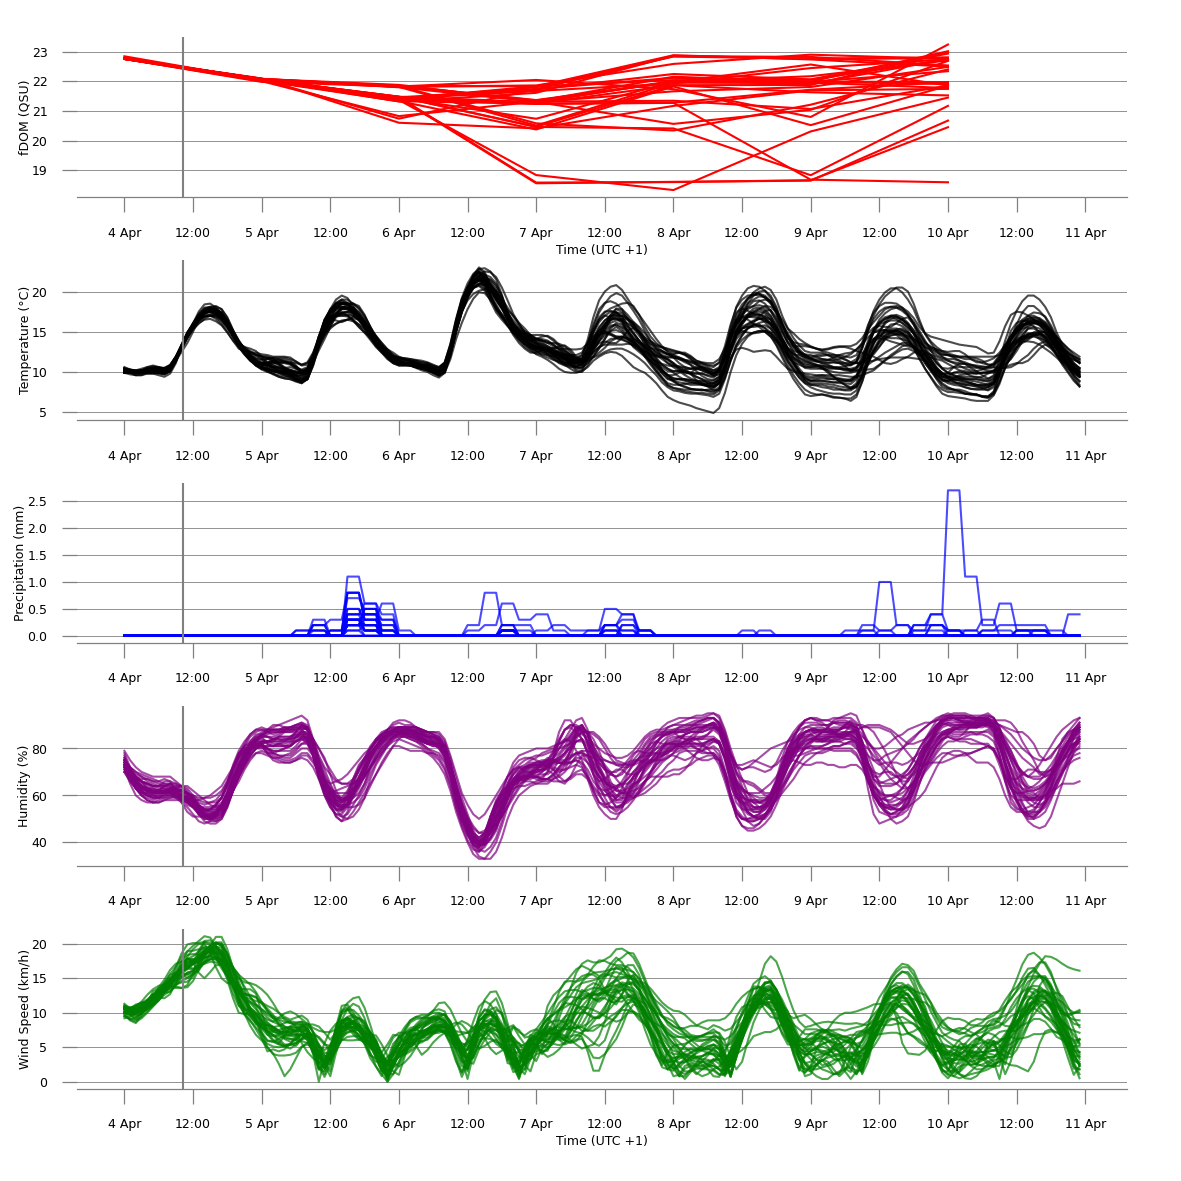 fDOM (QSU)
23
22
21
20
19
4 Apr 12:00 5 Apr 12:00 6 Apr 12:00 7 Apr 12:00 8 Apr 12:00 9 Apr 12:00 10 Apr 12:00 11 Apr
Time (UTC +1)
Temperature (°C)
20
15
10
5
4 Apr 12:00 5 Apr 12:00 6 Apr 12:00 7 Apr 12:00 8 Apr 12:00 9 Apr 12:00 10 Apr 12:00 11 Apr
Precipitation (mm)
2.5
2.0
1.5
1.0
0.5
0.0
4 Apr 12:00 5 Apr 12:00 6 Apr 12:00 7 Apr 12:00 8 Apr 12:00 9 Apr 12:00 10 Apr 12:00 11 Apr
Humidity (%)
80
60
40
4 Apr 12:00 5 Apr 12:00 6 Apr 12:00 7 Apr 12:00 8 Apr 12:00 9 Apr 12:00 10 Apr 12:00 11 Apr
Wind Speed (km/h)
20
15
10
5
0
4 Apr 12:00 5 Apr 12:00 6 Apr 12:00 7 Apr 12:00 8 Apr 12:00 9 Apr 12:00 10 Apr 12:00 11 Apr
Time (UTC +1)